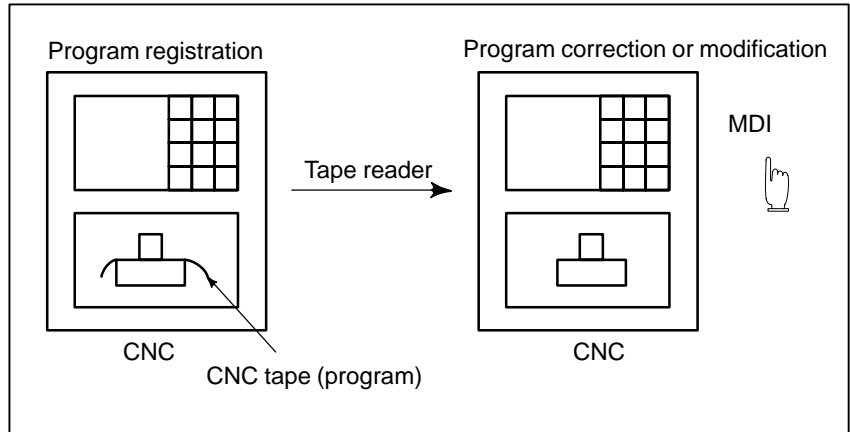 Program registration
Program correction or modification
MDI
Tape reader
CNC
CNC
CNC tape (program)